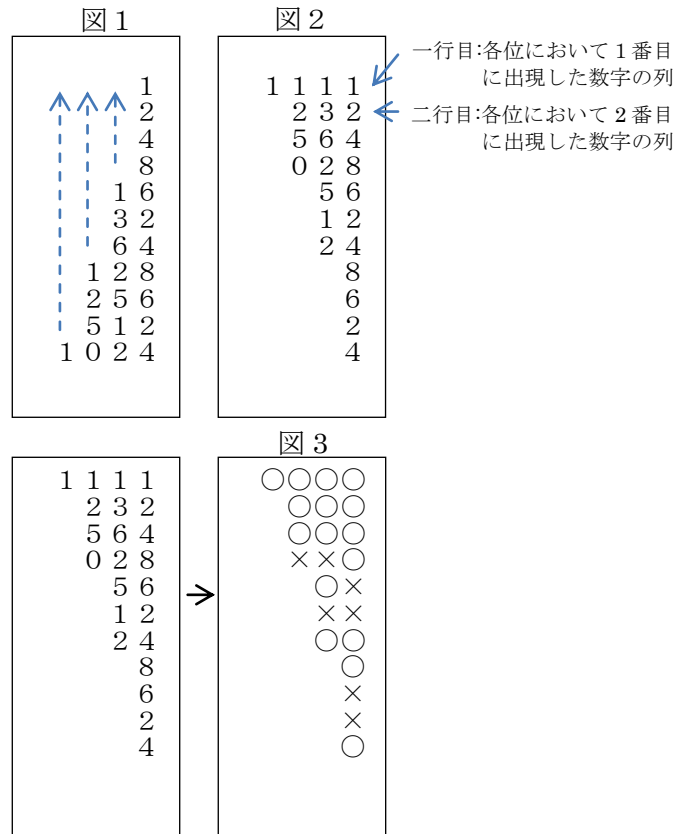 図１　図２
1　1 1 1 1　一行目:各位において 1 番目
に出現した数字の列
2　2 3 2　二行目:各位において 2 番目
に出現した数字の列
4　5 6 4
8　0 2 8
1 6　5 6
3 2　1 2
6 4　2 4
1 2 8　8
2 5 6　6
5 1 2　2
1 0 2 4　4
図３
1 1 1 1　○○○○
2 3 2　○○○
5 6 4　○○○
0 2 8　××○
5 6　○×
1 2　××
2 4　○○
8　○
6　×
2　×
4　○